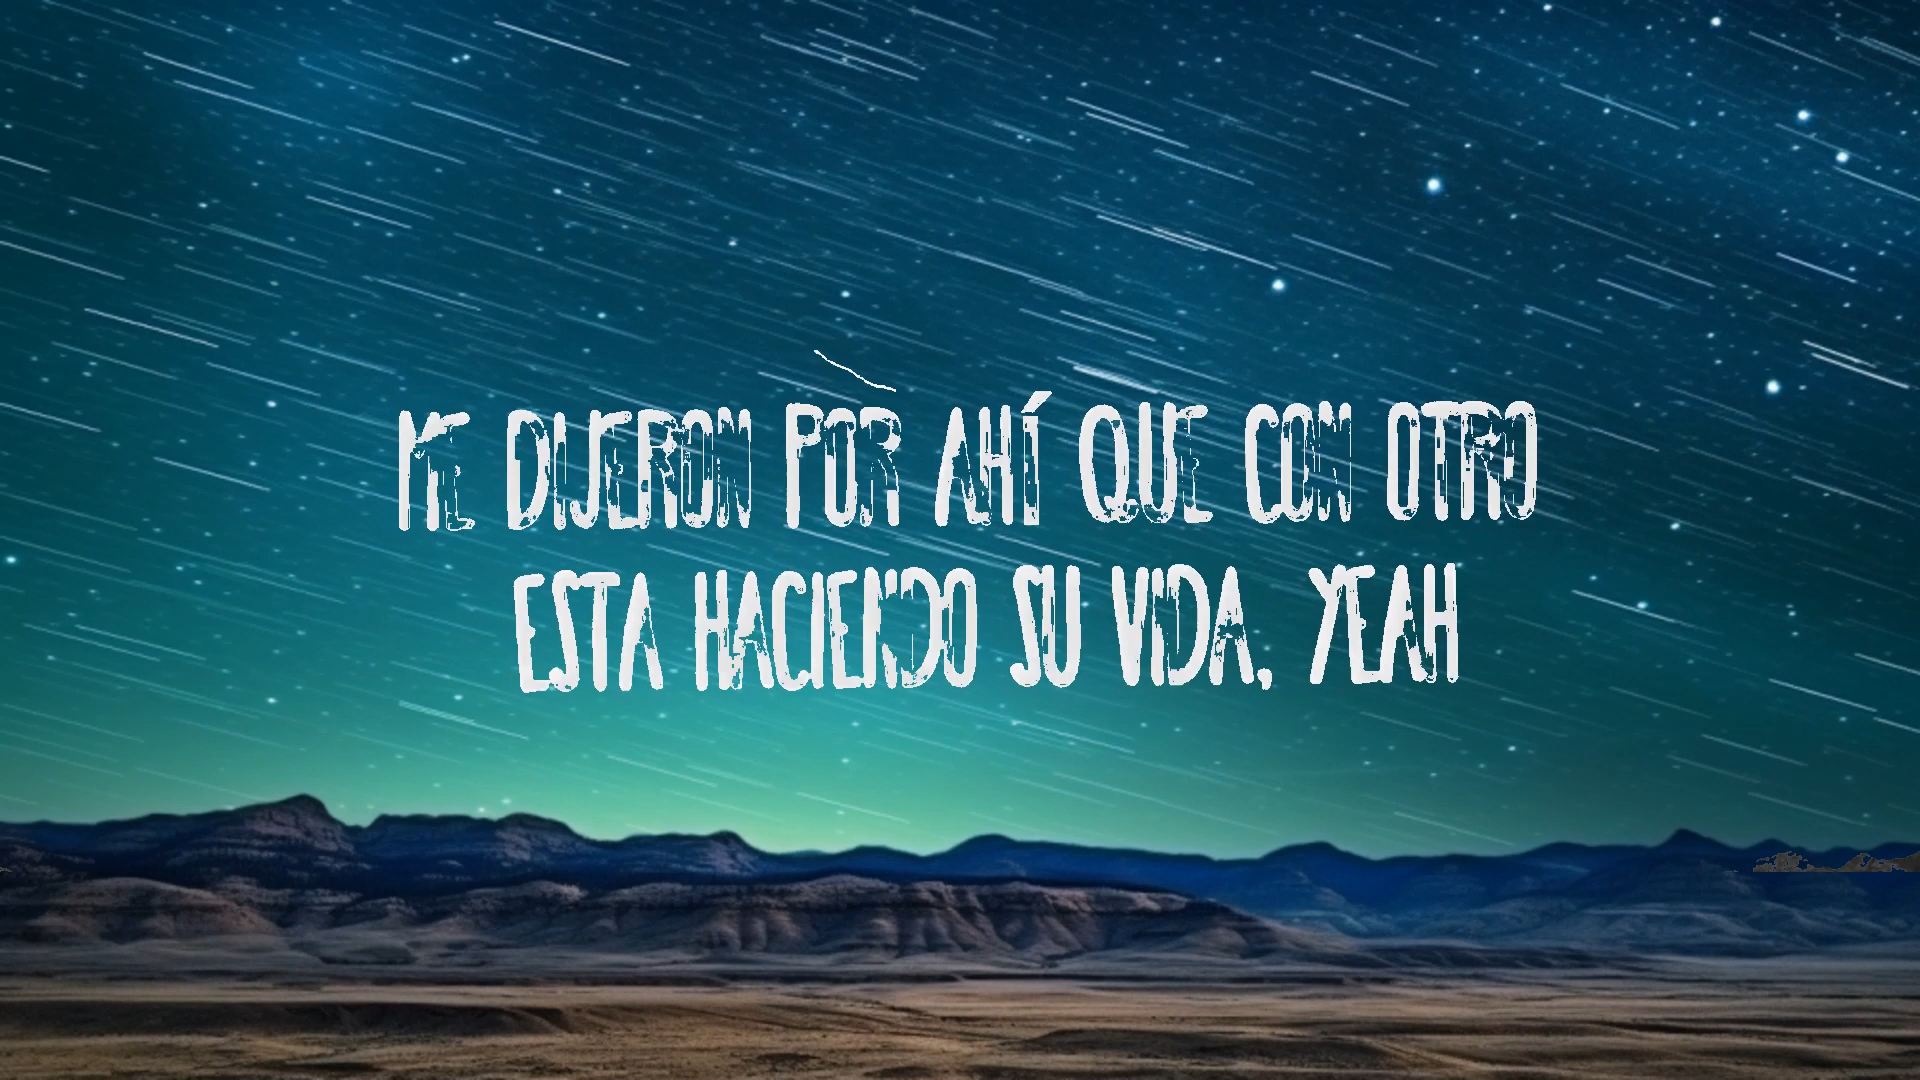 ME DIJERON POR AHÍ QUE CON OTRO
ESTA HACIENDO SU VIDA, YEAH